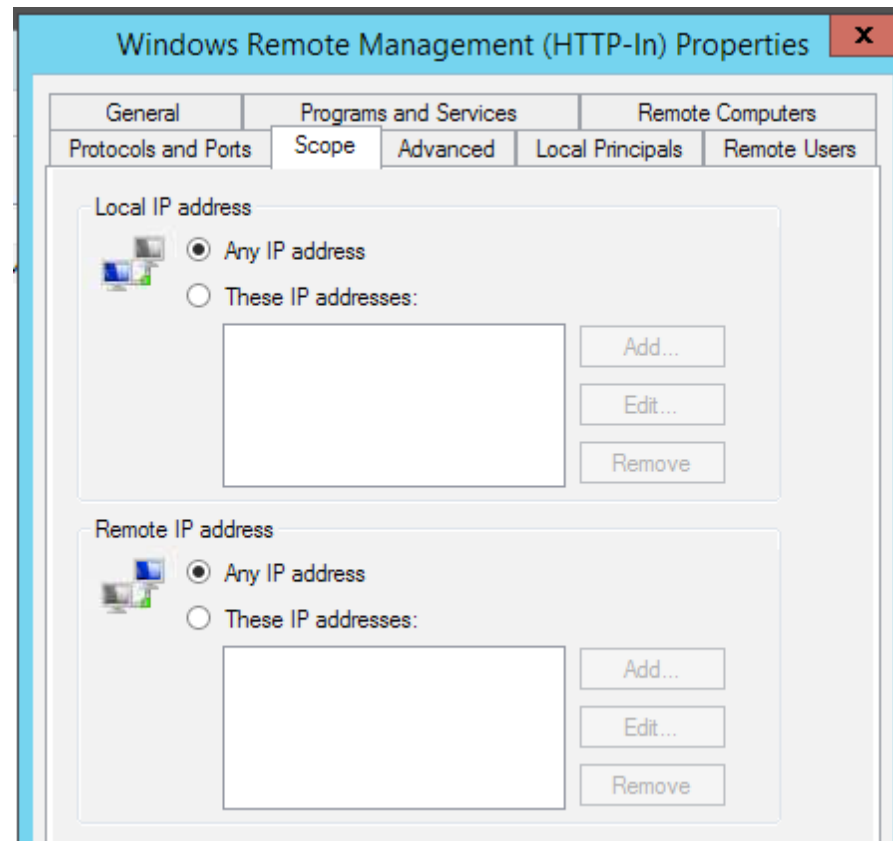 Windows Remote Management (HTTP-In) Properties
x
General Programs and Services Remote Computers
Protocols and Ports Scope Advanced Local Principals Remote Users
Local IP address
Any IP address
These IP addresses:
Add...
Edit...
Remove
Remote IP address
Any IP address
These IP addresses:
Add...
Edit...
Remove